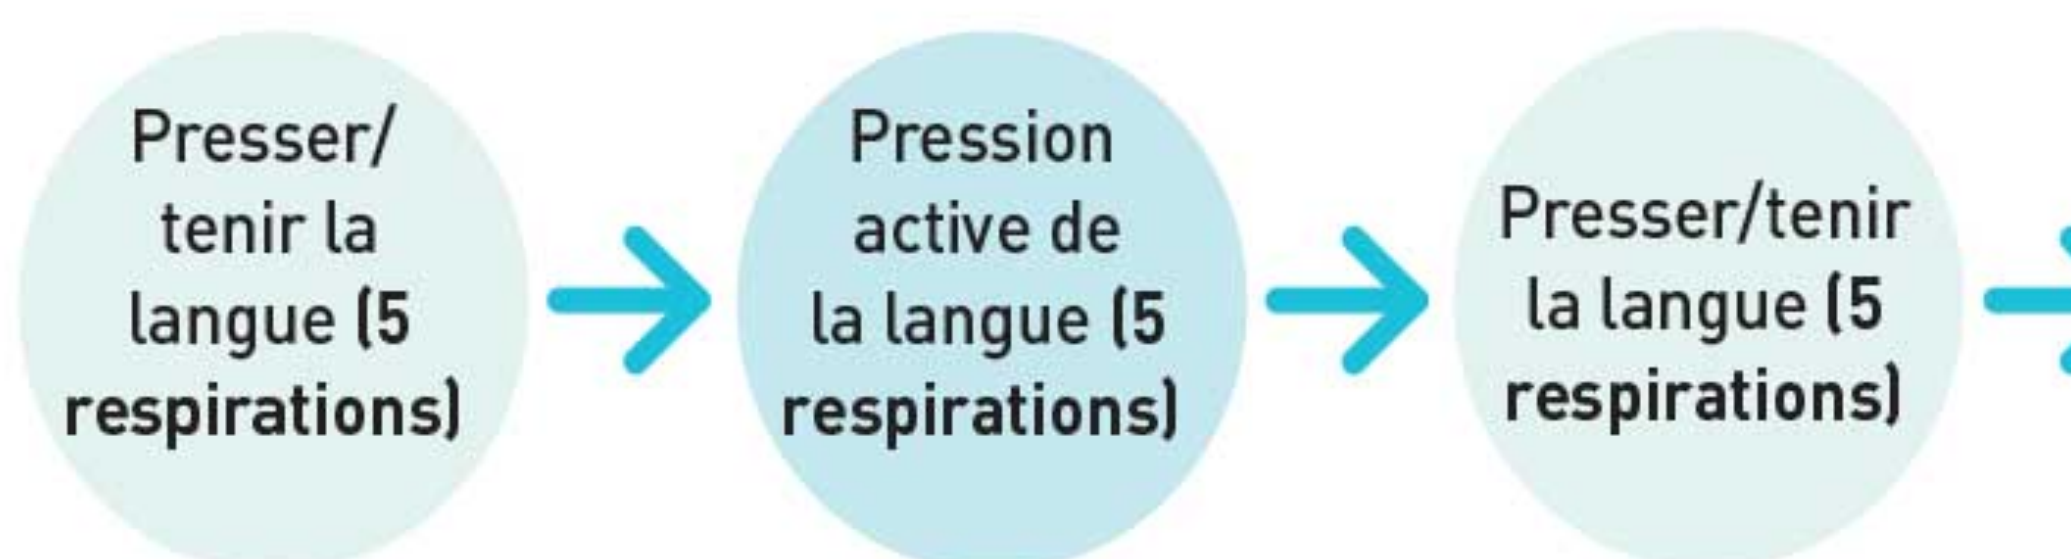 Presser/
tenir la
langue (5
respirations)
Pression
active de
la langue (5
respirations)
Presser/tenir
la langue (5
respirations)